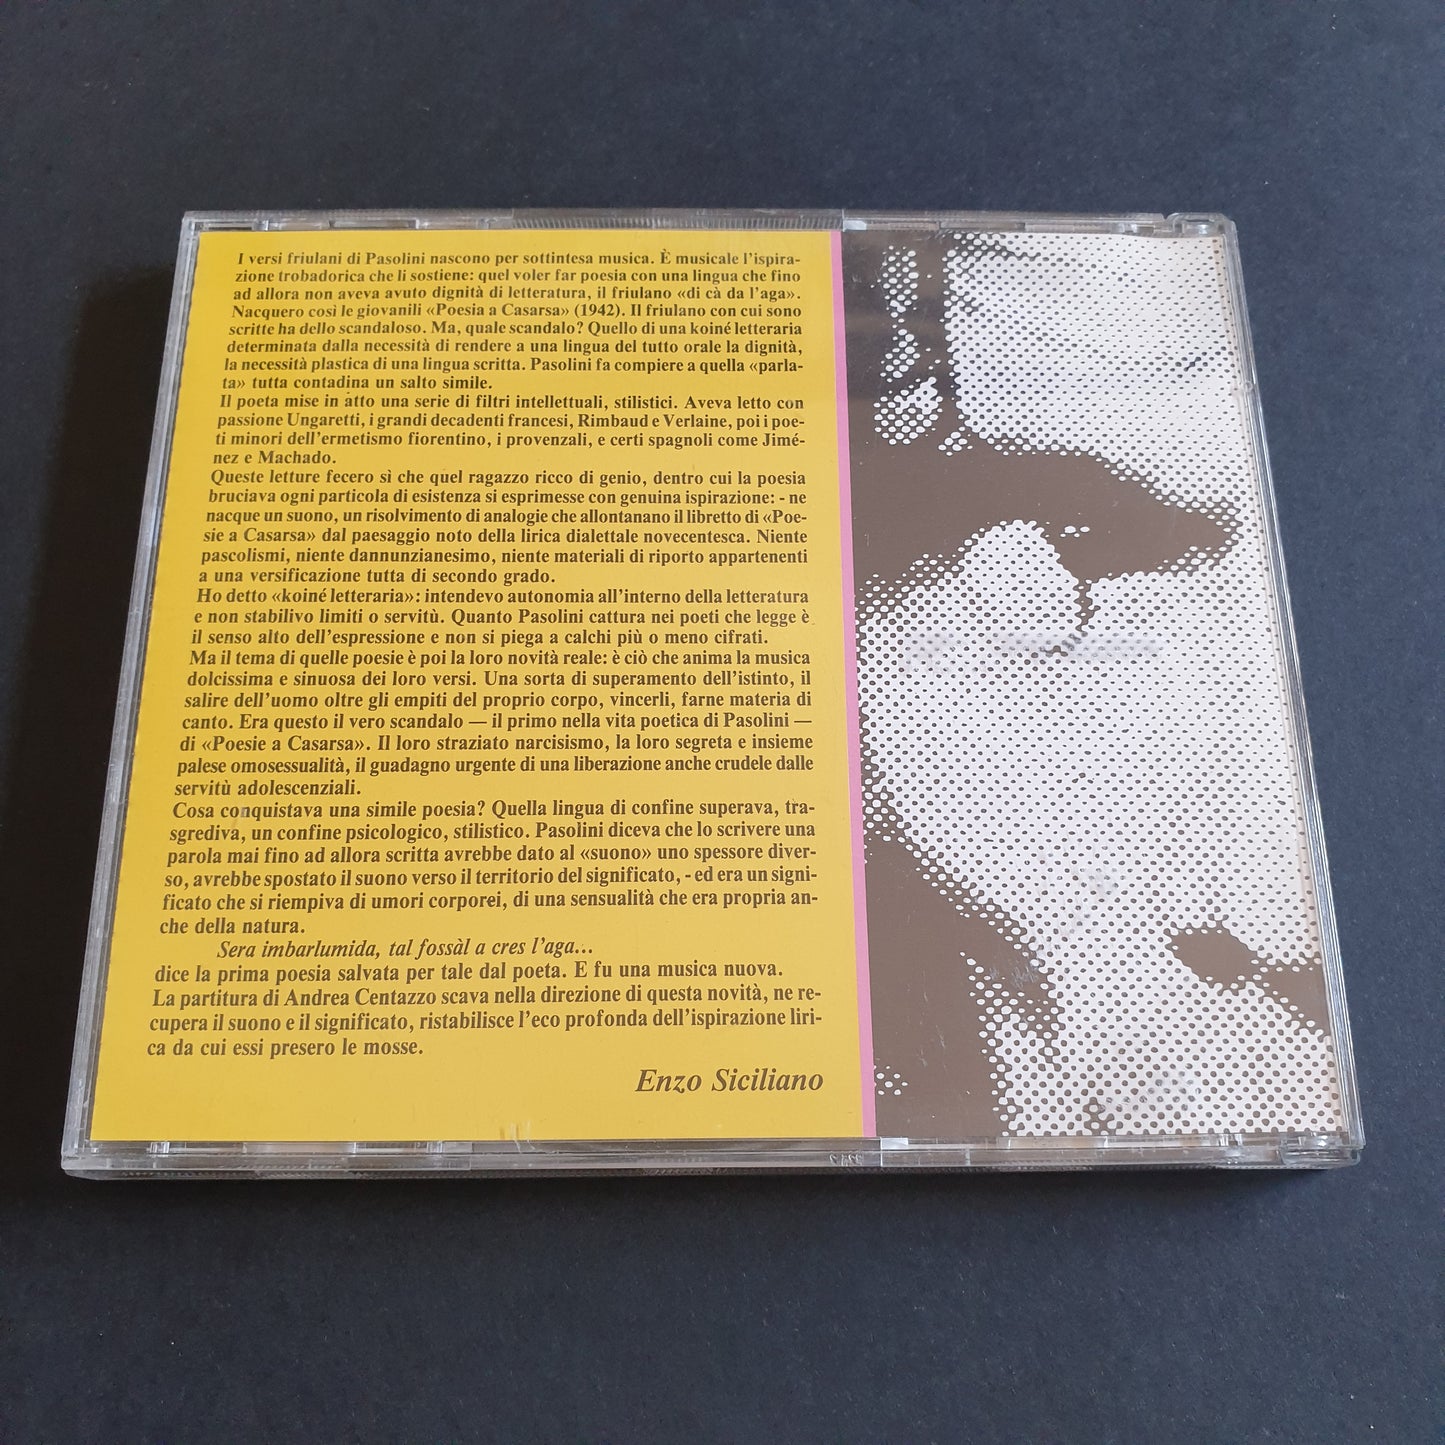 I versi friulani di Pasolini nascono per sottintesa musica. È musicale l'ispira-
zione trobadorica che li sostiene: quel voler far poesia con una lingua che fino
ad allora non aveva avuto dignità di letteratura, il friulano «di cà da l'aga».
Nacquero così le giovanili «Poesia a Casarsa» (1942). Il friulano con cui sono
scritte ha dello scandaloso. Ma, quale scandalo? Quello di una koiné letteraria
determinata dalla necessità di rendere a una lingua del tutto orale la dignità,
la necessità plastica di una lingua scritta. Pasolini fa compiere a quella «parla-
ta» tutta contadina un salto simile.
Il poeta mise in atto una serie di filtri intellettuali, stilistici. Aveva letto con
passione Ungaretti, i grandi decadenti francesi, Rimbaud e Verlaine, poi i poe-
ti minori dell'ermetismo fiorentino, i provenzali, e certi spagnoli come Jimé-
nez e Machado.
Queste letture fecero sì che quel ragazzo ricco di genio, dentro cui la poesia
bruciava ogni particola di esistenza si esprimesse con genuina ispirazione: - ne
nacque un suono, un risolvimento di analogie che allontanano il libretto di «Poe-
sie a Casarsa» dal paesaggio noto della lirica dialettale novecentesca. Niente
pascolismi, niente dannunzianesimo, niente materiali di riporto appartenenti
a una versificazione tutta di secondo grado.
Ho detto «koiné letteraria»: intendevo autonomia all'interno della letteratura
e non stabilivo limiti o servitù. Quanto Pasolini cattura nei poeti che legge è
il senso alto dell'espressione e non si piega a calchi più o meno cifrati.
Ma il tema di quelle poesie è poi la loro novità reale: è ciò che anima la musica
dolcissima e sinuosa dei loro versi. Una sorta di superamento dell'istinto, il
salire dell'uomo oltre gli empiti del proprio corpo, vincerli, farne materia di
canto. Era questo il vero scandalo — il primo nella vita poetica di Pasolini —
di «Poesie a Casarsa». Il loro straziato narcisismo, la loro segreta e insieme
palese omosessualità, il guadagno urgente di una liberazione anche crudele dalle
servitù adolescenziali.
Cosa conquistava una simile poesia? Quella lingua di confine superava, tra-
sgrediva, un confine psicologico, stilistico. Pasolini diceva che lo scrivere una
parola mai fino ad allora scritta avrebbe dato al «suono» uno spessore diver-
so, avrebbe spostato il suono verso il territorio del significato, - ed era un signi-
ficato che si riempiva di umori corporei, di una sensualità che era propria an-
che della natura.
Sera imbarlumida, tal fossàl a cres l'aga...
dice la prima poesia salvata per tale dal poeta. E fu una musica nuova.
La partitura di Andrea Centazzo scava nella direzione di questa novità, ne re-
cupera il suono e il significato, ristabilisce l'eco profonda dell'ispirazione liri-
ca da cui essi presero le mosse.
Enzo Siciliano